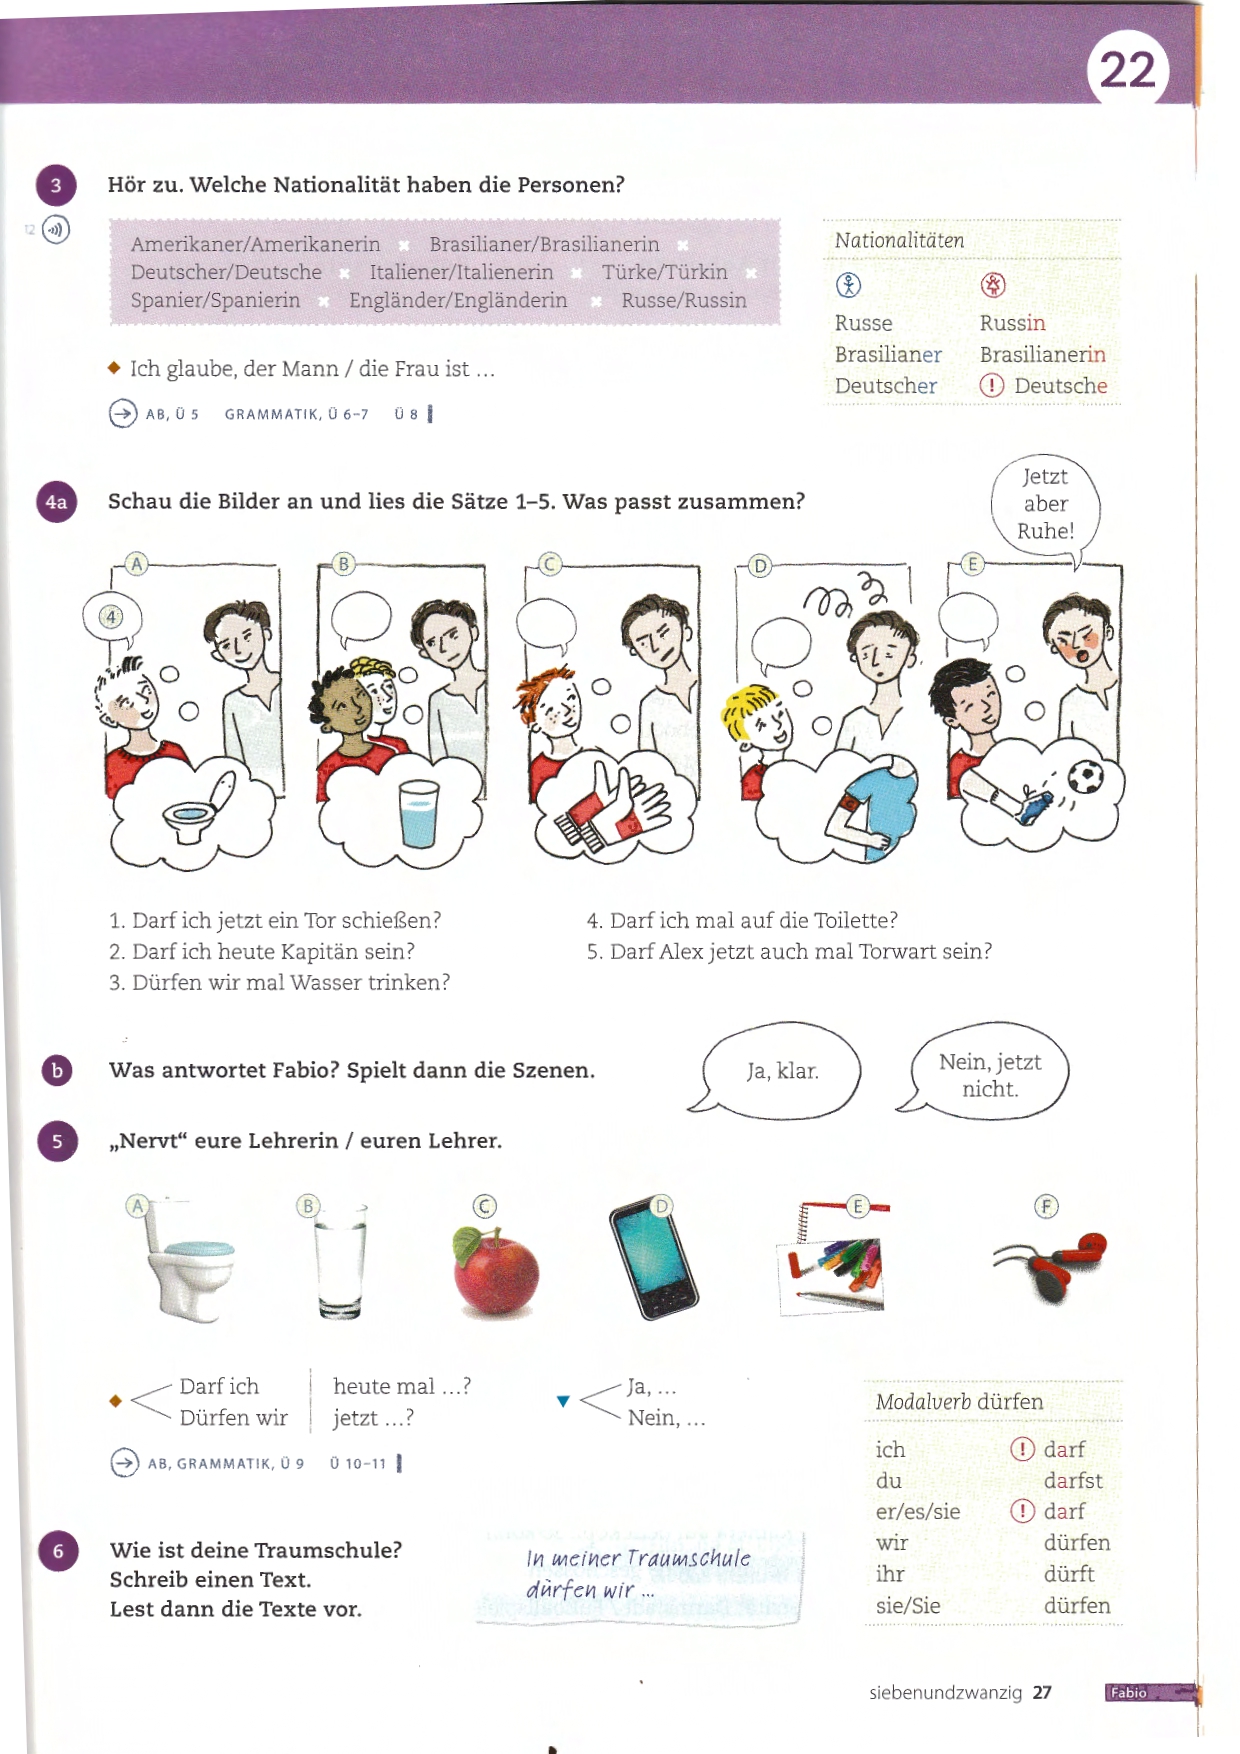 22
3
Hör zu. Welche Nationalität haben die Personen?
12
Amerikaner/Amerikanerin × Brasilianer/Brasilianerin ×
Deutscher/Deutsche × Italiener/Italienerin × Türke/Türkin ×
Spanier/Spanierin × Engländer/Engländerin × Russe/Russin
Nationalitäten
Russe Russin
Brasilianer Brasilianerin
Deutscher ! Deutsche
◆ Ich glaube, der Mann / die Frau ist ...
→ AB, Ü 5 GRAMMATIK, Ü 6–7 Ü 8
4a
Schau die Bilder an und lies die Sätze 1–5. Was passt zusammen?
Jetzt
aber
Ruhe!
A
B
C
D
E
4
1. Darf ich jetzt ein Tor schießen?
2. Darf ich heute Kapitän sein?
3. Dürfen wir mal Wasser trinken?
4. Darf ich mal auf die Toilette?
5. Darf Alex jetzt auch mal Torwart sein?
b
Was antwortet Fabio? Spielt dann die Szenen.
Ja, klar.
Nein, jetzt
nicht.
5
„Nervt“ eure Lehrerin / euren Lehrer.
A
B
C
D
E
F
◆ Darf ich heute mal ...?
Dürfen wir jetzt ...?
▼ Ja, ...
Nein, ...
→ AB, GRAMMATIK, Ü 9 Ü 10–11
Modalverb dürfen
ich ! darf
du darfst
er/es/sie ! darf
wir dürfen
ihr dürft
sie/Sie dürfen
6
Wie ist deine Traumschule?
Schreib einen Text.
Lest dann die Texte vor.
In meiner Traumschule
dürfen wir ...
siebenundzwanzig 27
Fabio